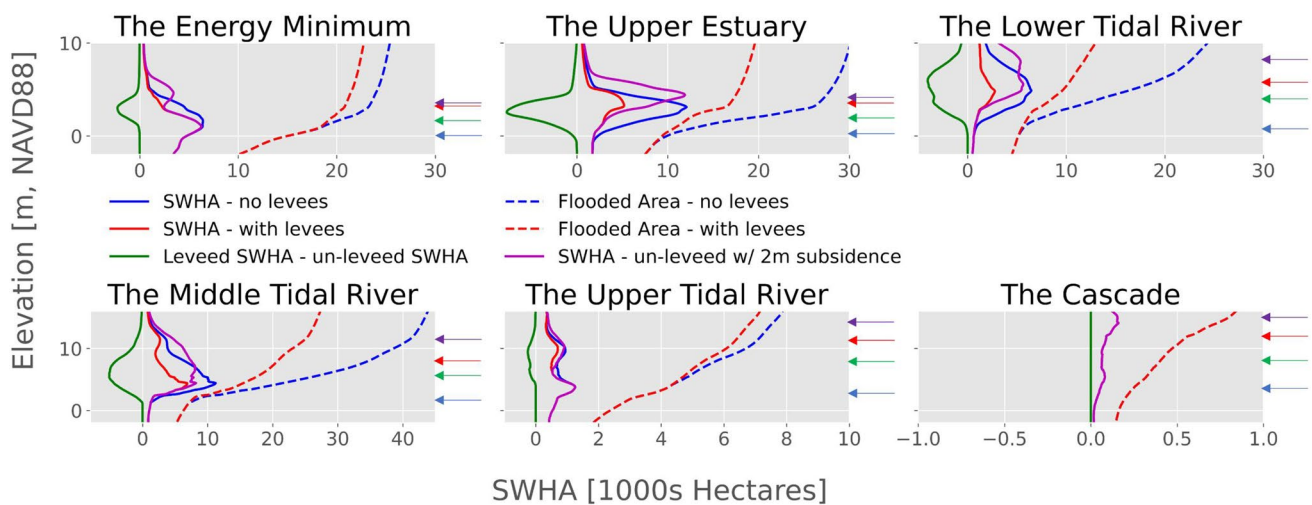 The Energy Minimum
The Upper Estuary
The Lower Tidal River
Elevation [m, NAVD88]
10
0
0 10 20 30
0 10 20 30
0 10 20 30
SWHA - no levees
SWHA - with levees
Leveed SWHA - un-leveed SWHA
Flooded Area - no levees
Flooded Area - with levees
SWHA - un-leveed w/ 2m subsidence
The Middle Tidal River
The Upper Tidal River
The Cascade
10
0
0 10 20 30 40
0 2 4 6 8 10
−1.0 −0.5 0.0 0.5 1.0
SWHA [1000s Hectares]